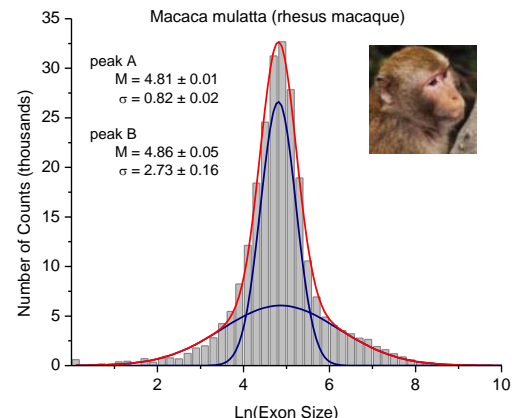 Macaca mulatta (rhesus macaque)
peak A
M = 4.81 ± 0.01
σ = 0.82 ± 0.02
peak B
M = 4.86 ± 0.05
σ = 2.73 ± 0.16
Number of Counts (thousands)
35
30
25
20
15
10
5
0
2 4 6 8 10
Ln(Exon Size)